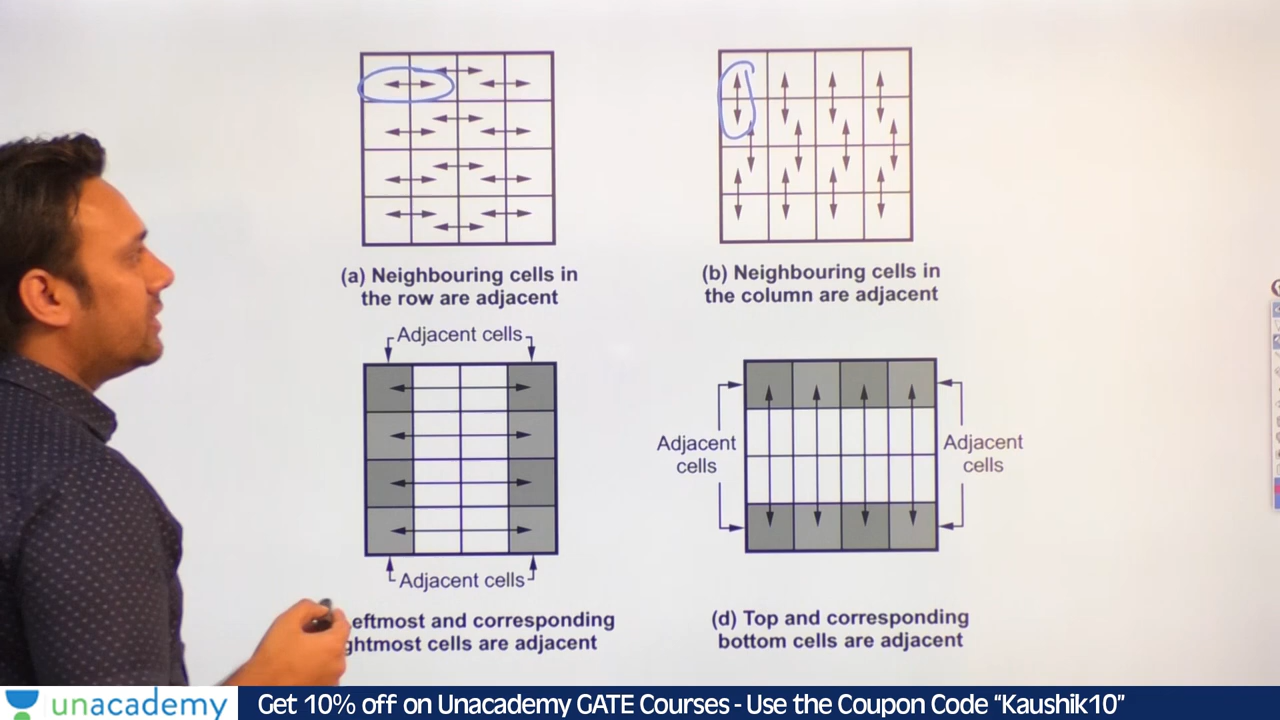 (a) Neighbouring cells in
the row are adjacent
(b) Neighbouring cells in
the column are adjacent
Adjacent cells
Adjacent cells
eftmost and corresponding
ghtmost cells are adjacent
Adjacent
cells
Adjacent
cells
(d) Top and corresponding
bottom cells are adjacent
unacademy
Get 10% off on Unacademy GATE Courses - Use the Coupon Code “Kaushik10”